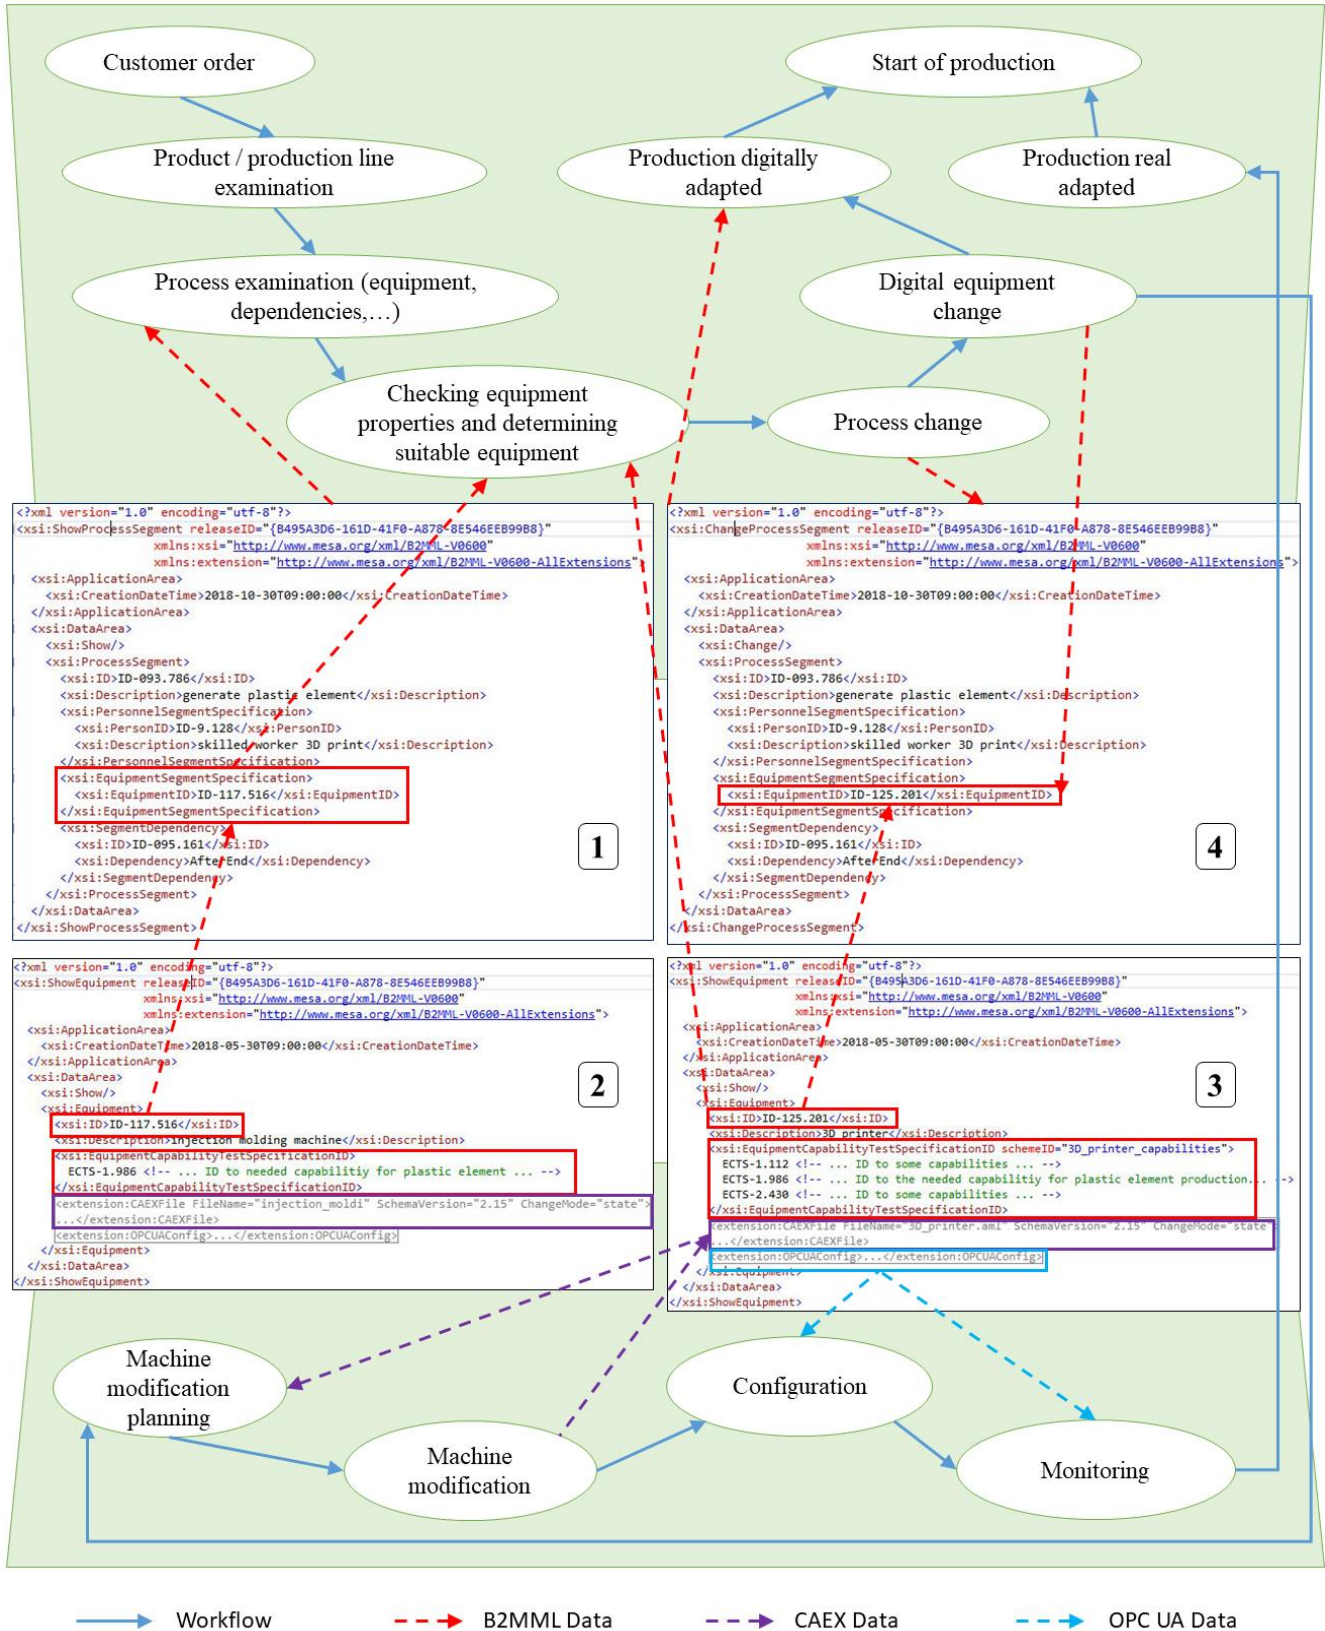 Customer order
Start of production
Product / production line
examination
Production digitally
adapted
Production real
adapted
Process examination (equipment,
dependencies,…)
Digital equipment
change
Checking equipment
properties and determining
suitable equipment
Process change
<?xml version="1.0" encoding="utf-8"?>
<xsi:ShowProcessSegment releaseID="{B495A3D6-161D-41F0-A878-8E546EEB99B8}"
xmlns:xsi="http://www.mesa.org/xml/B2MML-V0600"
xmlns:extension="http://www.mesa.org/xml/B2MML-V0600-AllExtensions">
<xsi:ApplicationArea>
<xsi:CreationDateTime>2018-10-30T09:00:00</xsi:CreationDateTime>
</xsi:ApplicationArea>
<xsi:DataArea>
<xsi:Show/>
<xsi:ProcessSegment>
<xsi:ID>ID-093.786</xsi:ID>
<xsi:Description>generate plastic element</xsi:Description>
<xsi:PersonnelSegmentSpecification>
<xsi:PersonID>ID-9.128</xsi:PersonID>
<xsi:Description>skilled worker 3D print</xsi:Description>
</xsi:PersonnelSegmentSpecification>
<xsi:EquipmentSegmentSpecification>
<xsi:EquipmentID>ID-117.516</xsi:EquipmentID>
</xsi:EquipmentSegmentSpecification>
<xsi:SegmentDependency>
<xsi:ID>ID-095.161</xsi:ID>
<xsi:Dependency>AfterEnd</xsi:Dependency>
</xsi:SegmentDependency>
</xsi:ProcessSegment>
</xsi:DataArea>
</xsi:ShowProcessSegment>
1
<?xml version="1.0" encoding="utf-8"?>
<xsi:ChangeProcessSegment releaseID="{B495A3D6-161D-41F0-A878-8E546EEB99B8}"
xmlns:xsi="http://www.mesa.org/xml/B2MML-V0600"
xmlns:extension="http://www.mesa.org/xml/B2MML-V0600-AllExtensions">
<xsi:ApplicationArea>
<xsi:CreationDateTime>2018-10-30T09:00:00</xsi:CreationDateTime>
</xsi:ApplicationArea>
<xsi:DataArea>
<xsi:Change/>
<xsi:ProcessSegment>
<xsi:ID>ID-093.786</xsi:ID>
<xsi:Description>generate plastic element</xsi:Description>
<xsi:PersonnelSegmentSpecification>
<xsi:PersonID>ID-9.128</xsi:PersonID>
<xsi:Description>skilled worker 3D print</xsi:Description>
</xsi:PersonnelSegmentSpecification>
<xsi:EquipmentSegmentSpecification>
<xsi:EquipmentID>ID-125.201</xsi:EquipmentID>
</xsi:EquipmentSegmentSpecification>
<xsi:SegmentDependency>
<xsi:ID>ID-095.161</xsi:ID>
<xsi:Dependency>AfterEnd</xsi:Dependency>
</xsi:SegmentDependency>
</xsi:ProcessSegment>
</xsi:DataArea>
</xsi:ChangeProcessSegment>
4
<?xml version="1.0" encoding="utf-8"?>
<xsi:ShowEquipment releaseID="{B495A3D6-161D-41F0-A878-8E546EEB99B8}"
xmlns:xsi="http://www.mesa.org/xml/B2MML-V0600"
xmlns:extension="http://www.mesa.org/xml/B2MML-V0600-AllExtensions">
<xsi:ApplicationArea>
<xsi:CreationDateTime>2018-05-30T09:00:00</xsi:CreationDateTime>
</xsi:ApplicationArea>
<xsi:DataArea>
<xsi:Show/>
<xsi:Equipment>
<xsi:ID>ID-117.516</xsi:ID>
<xsi:Description>injection molding machine</xsi:Description>
<xsi:EquipmentCapabilityTestSpecificationID>
ECTS-1.986 <!-- ... ID to needed capabilitiy for plastic element ... -->
</xsi:EquipmentCapabilityTestSpecificationID>
<extension:CAEXFile FileName="injection_moldi" SchemaVersion="2.15" ChangeMode="state">
...</extension:CAEXFile>
<extension:OPCUAConfig>...</extension:OPCUAConfig>
</xsi:Equipment>
</xsi:DataArea>
</xsi:ShowEquipment>
2
<?xml version="1.0" encoding="utf-8"?>
<xsi:ShowEquipment releaseID="{B495A3D6-161D-41F0-A878-8E546EEB99B8}"
xmlns:xsi="http://www.mesa.org/xml/B2MML-V0600"
xmlns:extension="http://www.mesa.org/xml/B2MML-V0600-AllExtensions">
<xsi:ApplicationArea>
<xsi:CreationDateTime>2018-05-30T09:00:00</xsi:CreationDateTime>
</xsi:ApplicationArea>
<xsi:DataArea>
<xsi:Show/>
<xsi:Equipment>
<xsi:ID>ID-125.201</xsi:ID>
<xsi:Description>3D printer</xsi:Description>
<xsi:EquipmentCapabilityTestSpecificationID schemeID="3D_printer_capabilities">
ECTS-1.112 <!-- ... ID to some capabilities ... -->
ECTS-1.986 <!-- ... ID to the needed capabilitiy for plastic element production... -->
ECTS-2.430 <!-- ... ID to some capabilities ... -->
</xsi:EquipmentCapabilityTestSpecificationID>
<extension:CAEXFile FileName="3D_printer.aml" SchemaVersion="2.15" ChangeMode="state
...</extension:CAEXFile>
<extension:OPCUAConfig>...</extension:OPCUAConfig>
</xsi:Equipment>
</xsi:DataArea>
</xsi:ShowEquipment>
3
Machine
modification
planning
Configuration
Machine
modification
Monitoring
Workflow
B2MML Data
CAEX Data
OPC UA Data